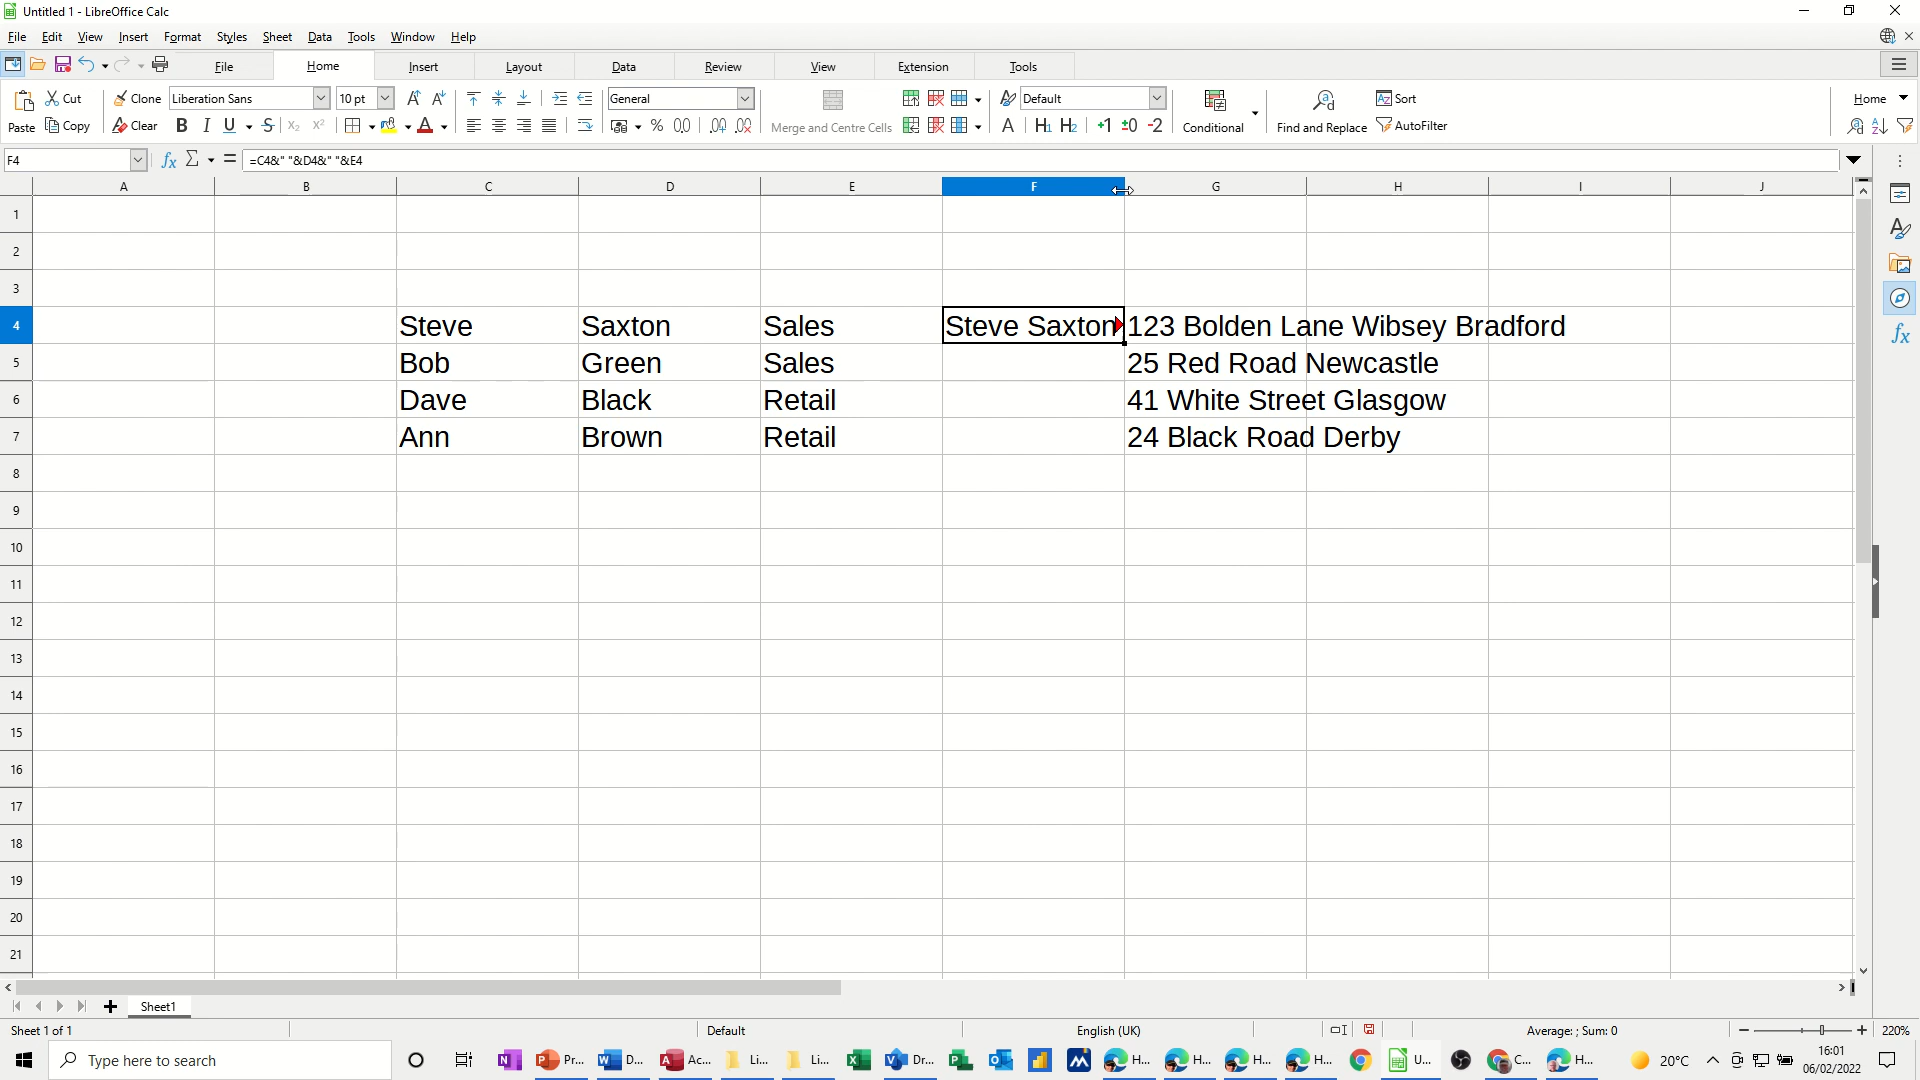 Untitled 1 - LibreOffice Calc
File Edit View Insert Format Styles Sheet Data Tools Window Help
File Home Insert Layout Data Review View Extension Tools
Cut Clone Liberation Sans 10 pt General Default Sort Home
Paste Copy Clear Merge and Centre Cells Conditional Find and Replace AutoFilter
F4 =C4&" "&D4&" "&E4
A B C D E F G H I J
1
2
3
4 Steve Saxton Sales Steve Saxton 123 Bolden Lane Wibsey Bradford
5 Bob Green Sales 25 Red Road Newcastle
6 Dave Black Retail 41 White Street Glasgow
7 Ann Brown Retail 24 Black Road Derby
8
9
10
11
12
13
14
15
16
17
18
19
20
21
Sheet1
Sheet 1 of 1 Default English (UK) Average: ; Sum: 0 220%
Type here to search Pr... D... Ac... Li... Li... Dr... H... H... H... H... U... C... H... 20°C 16:01
06/02/2022